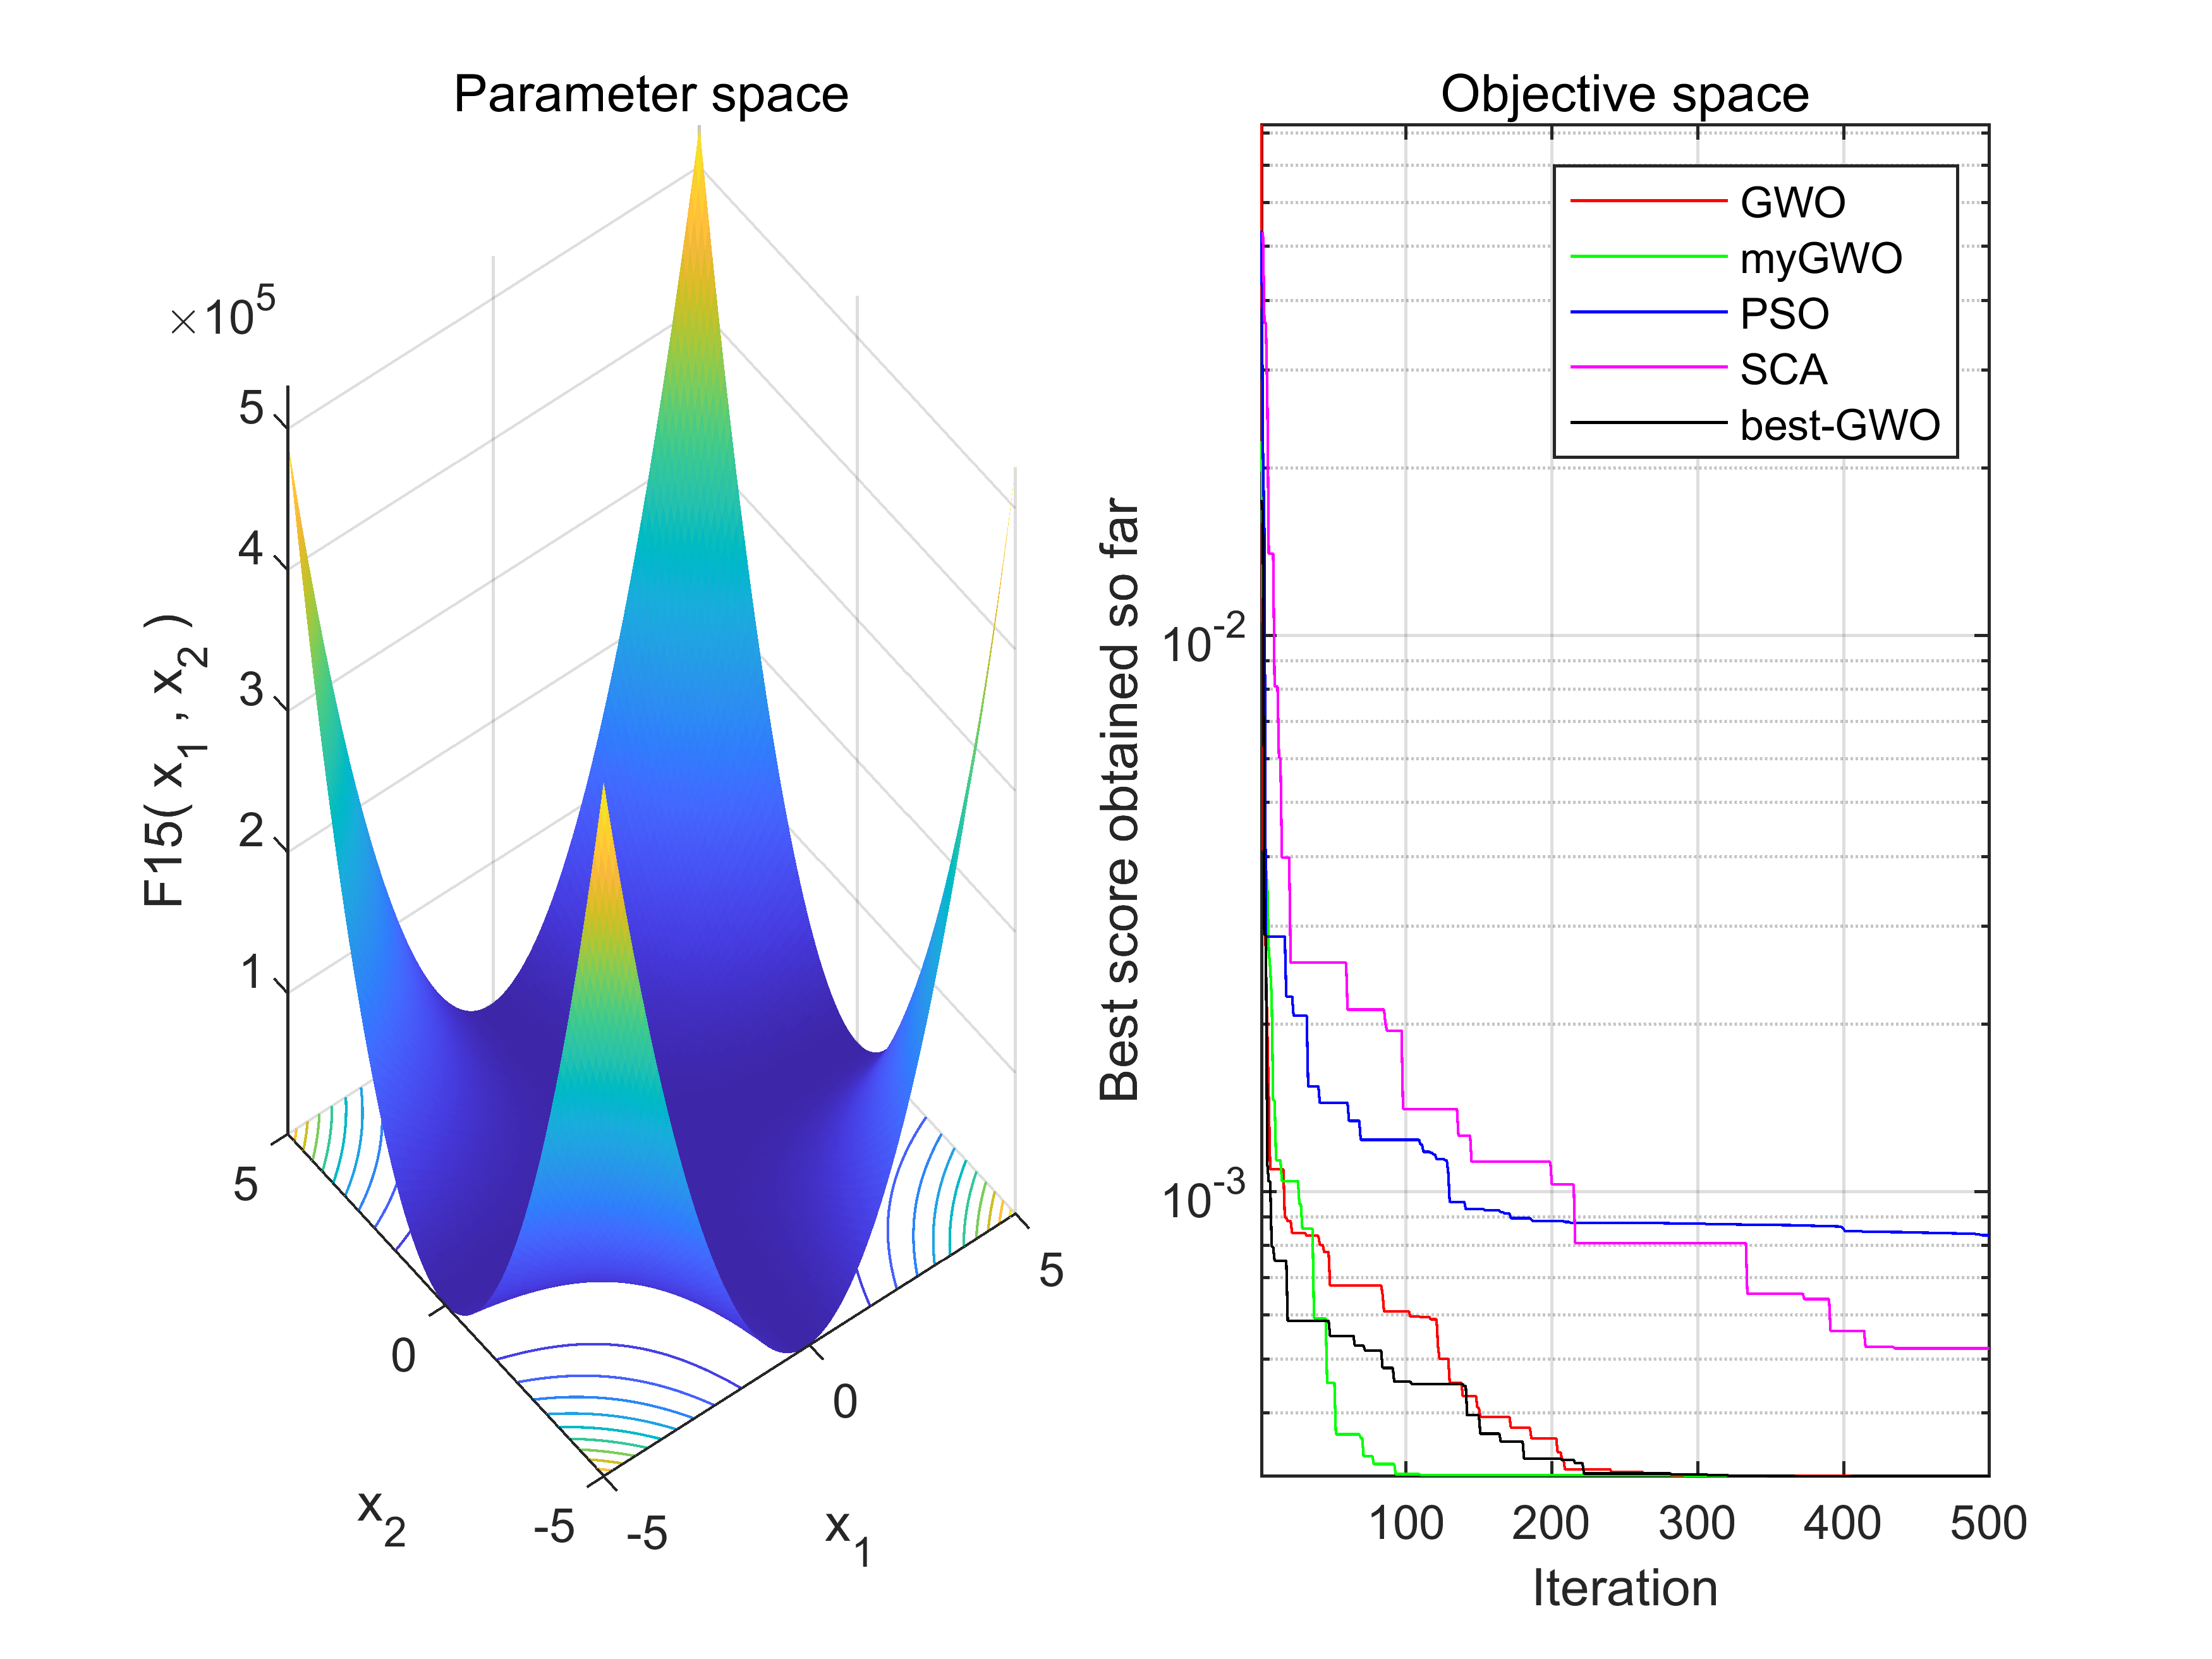 Parameter space
×10^5
5
4
3
2
1
F15( x_1 , x_2 )
5
0
-5
x_2
-5
0
5
x_1
Objective space
GWO
myGWO
PSO
SCA
best-GWO
Best score obtained so far
10^-2
10^-3
100 200 300 400 500
Iteration